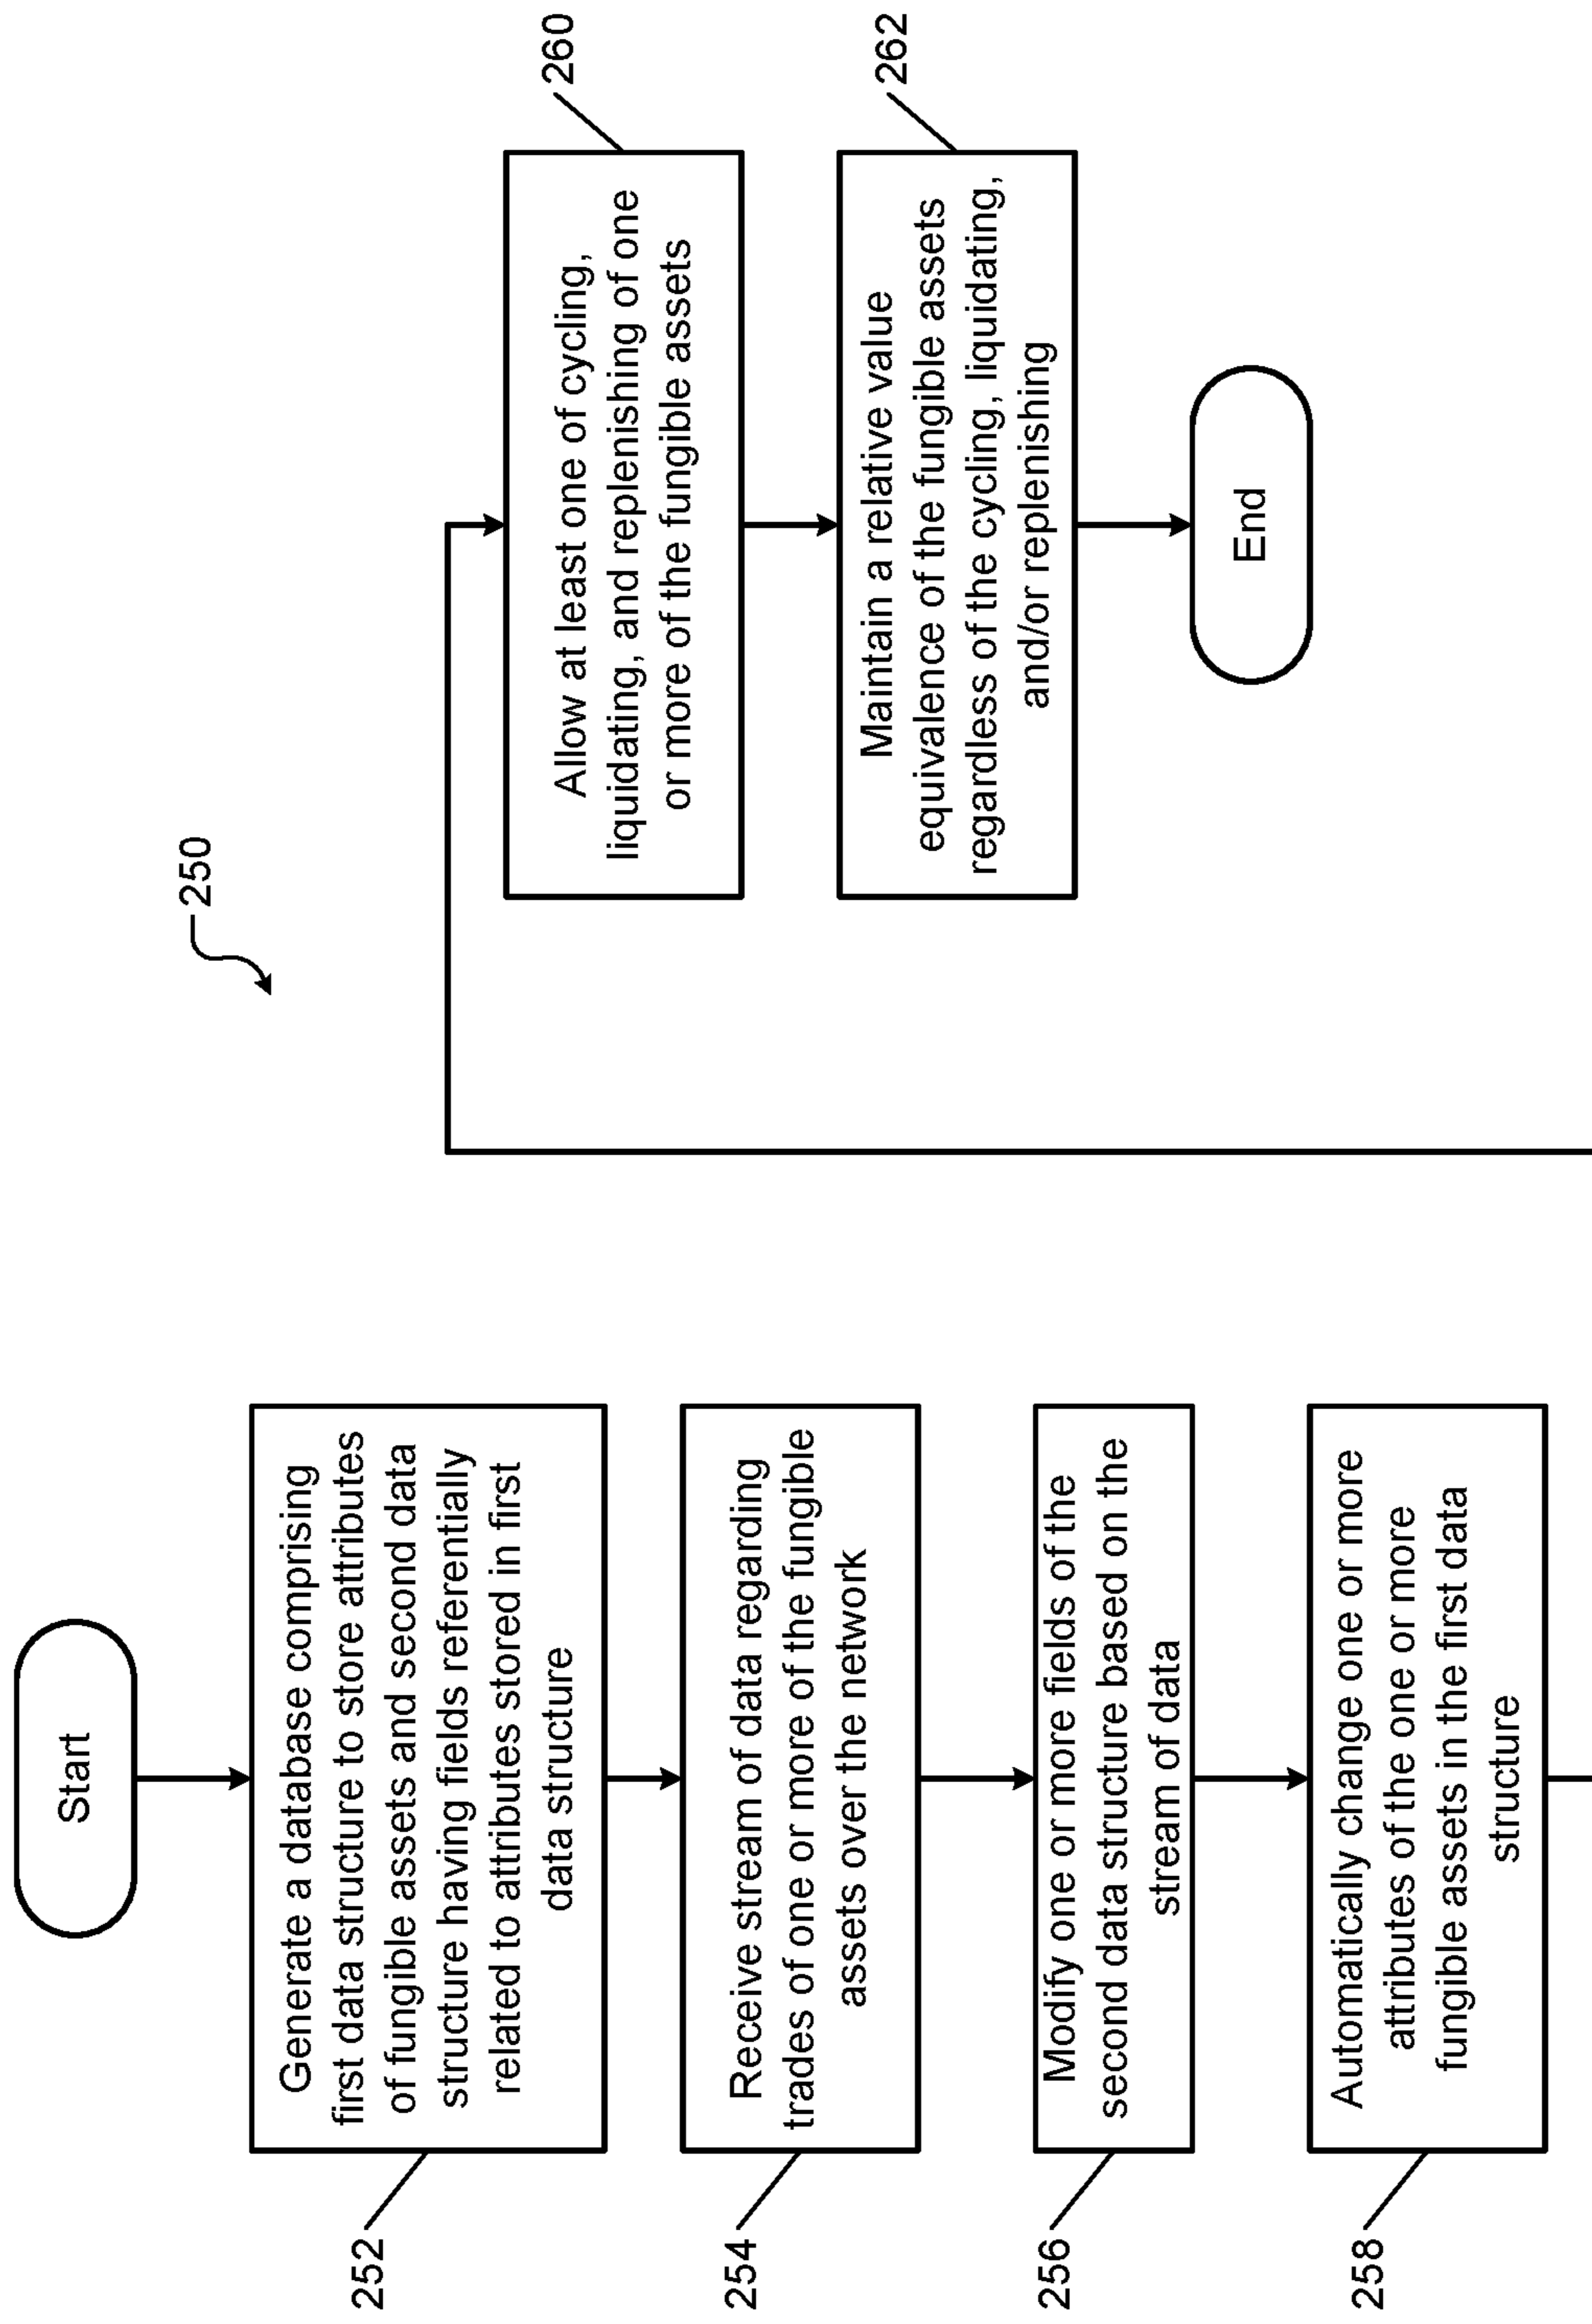 250
Start
252
Generate a database comprising
first data structure to store attributes
of fungible assets and second data
structure having fields referentially
related to attributes stored in first
data structure
254
Receive stream of data regarding
trades of one or more of the fungible
assets over the network
256
Modify one or more fields of the
second data structure based on the
stream of data
258
Automatically change one or more
attributes of the one or more
fungible assets in the first data
structure
260
Allow at least one of cycling,
liquidating, and replenishing of one
or more of the fungible assets
262
Maintain a relative value
equivalence of the fungible assets
regardless of the cycling, liquidating,
and/or replenishing
End